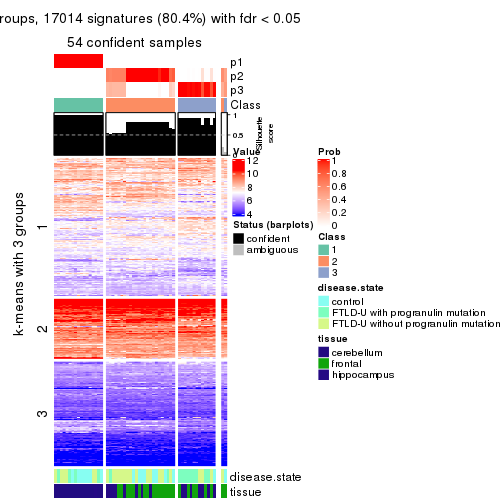 roups, 17014 signatures (80.4%) with fdr < 0.05
54 confident samples
p1
p2
p3
Class
1
0.5
0
Silhouette
score
k-means with 3 groups
1
2
3
disease.state
tissue
Value
12
10
8
6
4
Status (barplots)
confident
ambiguous
Prob
1
0.8
0.6
0.4
0.2
0
Class
1
2
3
disease.state
control
FTLD-U with progranulin mutation
FTLD-U without progranulin mutation
tissue
cerebellum
frontal
hippocampus